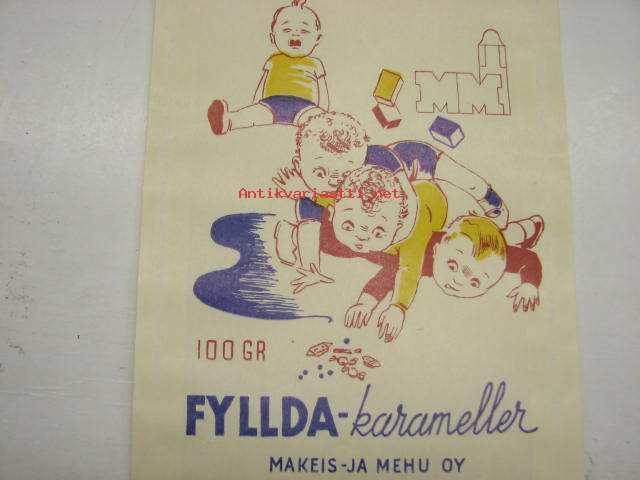 MM
Antikvariaatti.net
100 GR
FYLLDA-karameller
MAKEIS-JA MEHU OY